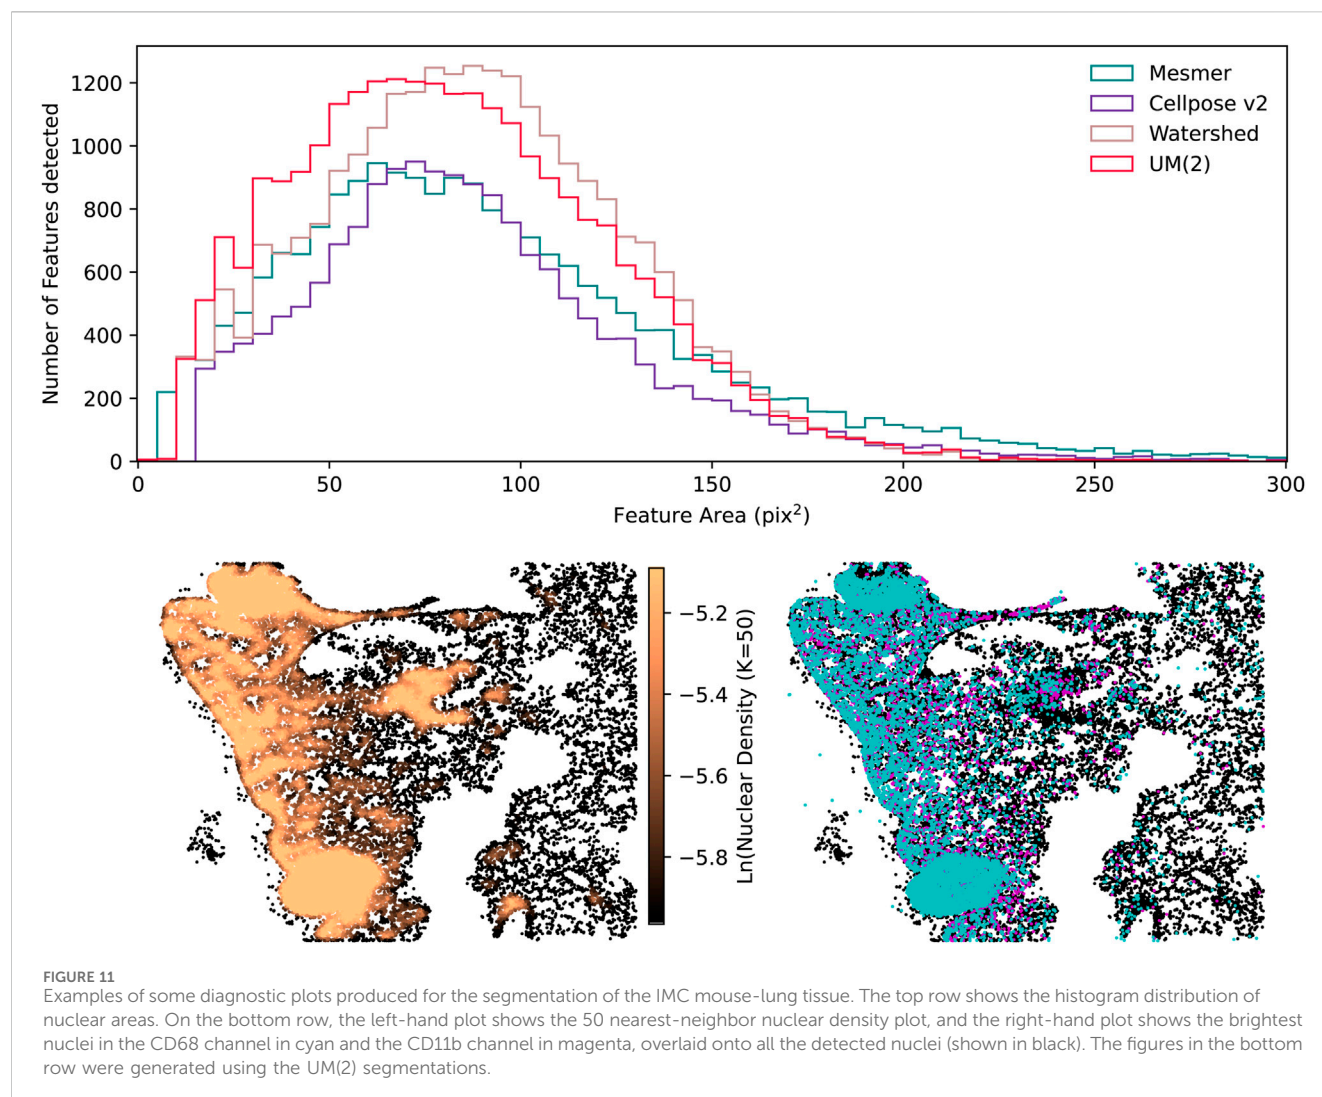 Number of Features detected
1200
1000
800
600
400
200
0
Mesmer
Cellpose v2
Watershed
UM(2)
0 50 100 150 200 250 300
Feature Area (pix²)
−5.2
−5.4
−5.6
−5.8
Ln(Nuclear Density (K=50)
FIGURE 11
Examples of some diagnostic plots produced for the segmentation of the IMC mouse-lung tissue. The top row shows the histogram distribution of
nuclear areas. On the bottom row, the left-hand plot shows the 50 nearest-neighbor nuclear density plot, and the right-hand plot shows the brightest
nuclei in the CD68 channel in cyan and the CD11b channel in magenta, overlaid onto all the detected nuclei (shown in black). The figures in the bottom
row were generated using the UM(2) segmentations.